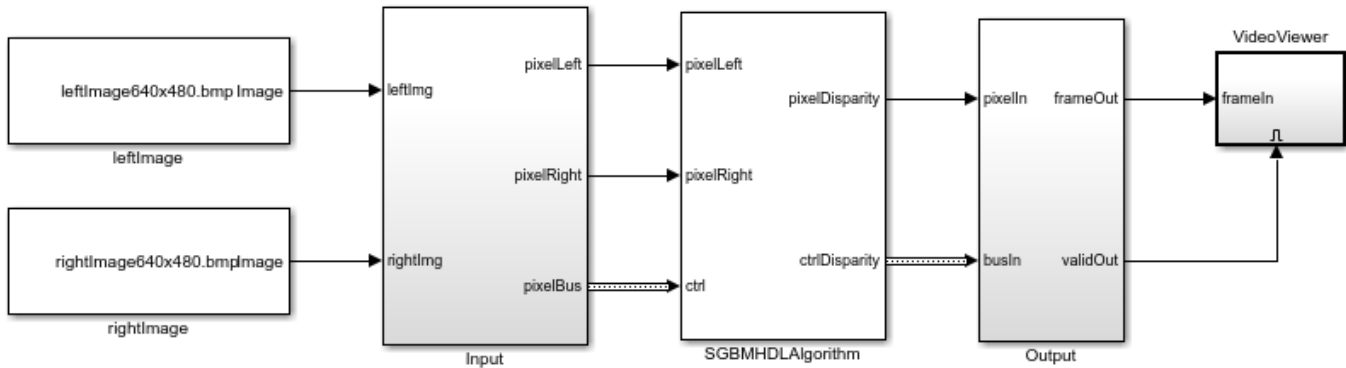 leftImage640x480.bmp Image
leftImage
rightImage640x480.bmpImage
rightImage
leftImg
rightImg
pixelLeft
pixelRight
pixelBus
Input
pixelLeft
pixelRight
ctrl
pixelDisparity
ctrlDisparity
SGBMHDLAlgorithm
pixelIn
busIn
frameOut
validOut
Output
VideoViewer
frameIn